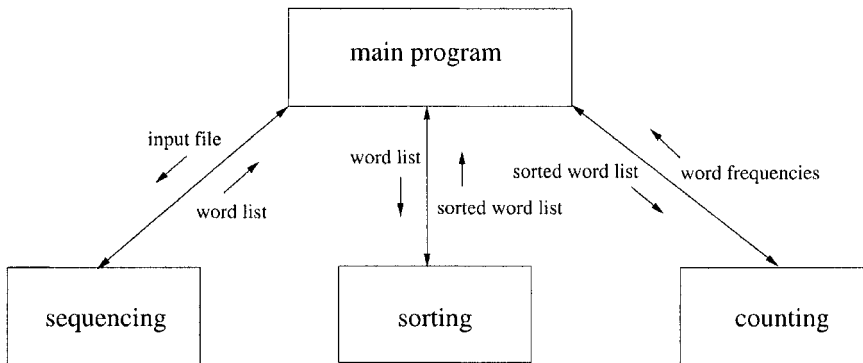 main program
input file
word list
word list
sorted word list
sorted word list
word frequencies
sequencing
sorting
counting